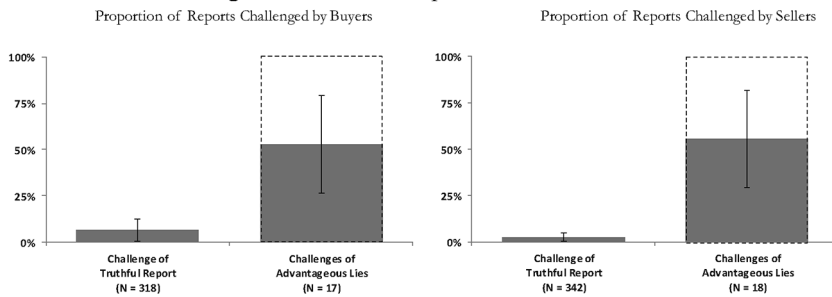 Proportion of Reports Challenged by Buyers
100%
75%
50%
25%
0%
Challenge of
Truthful Report
(N = 318)
Challenges of
Advantageous Lies
(N = 17)
Proportion of Reports Challenged by Sellers
100%
75%
50%
25%
0%
Challenge of
Truthful Report
(N = 342)
Challenges of
Advantageous Lies
(N = 18)